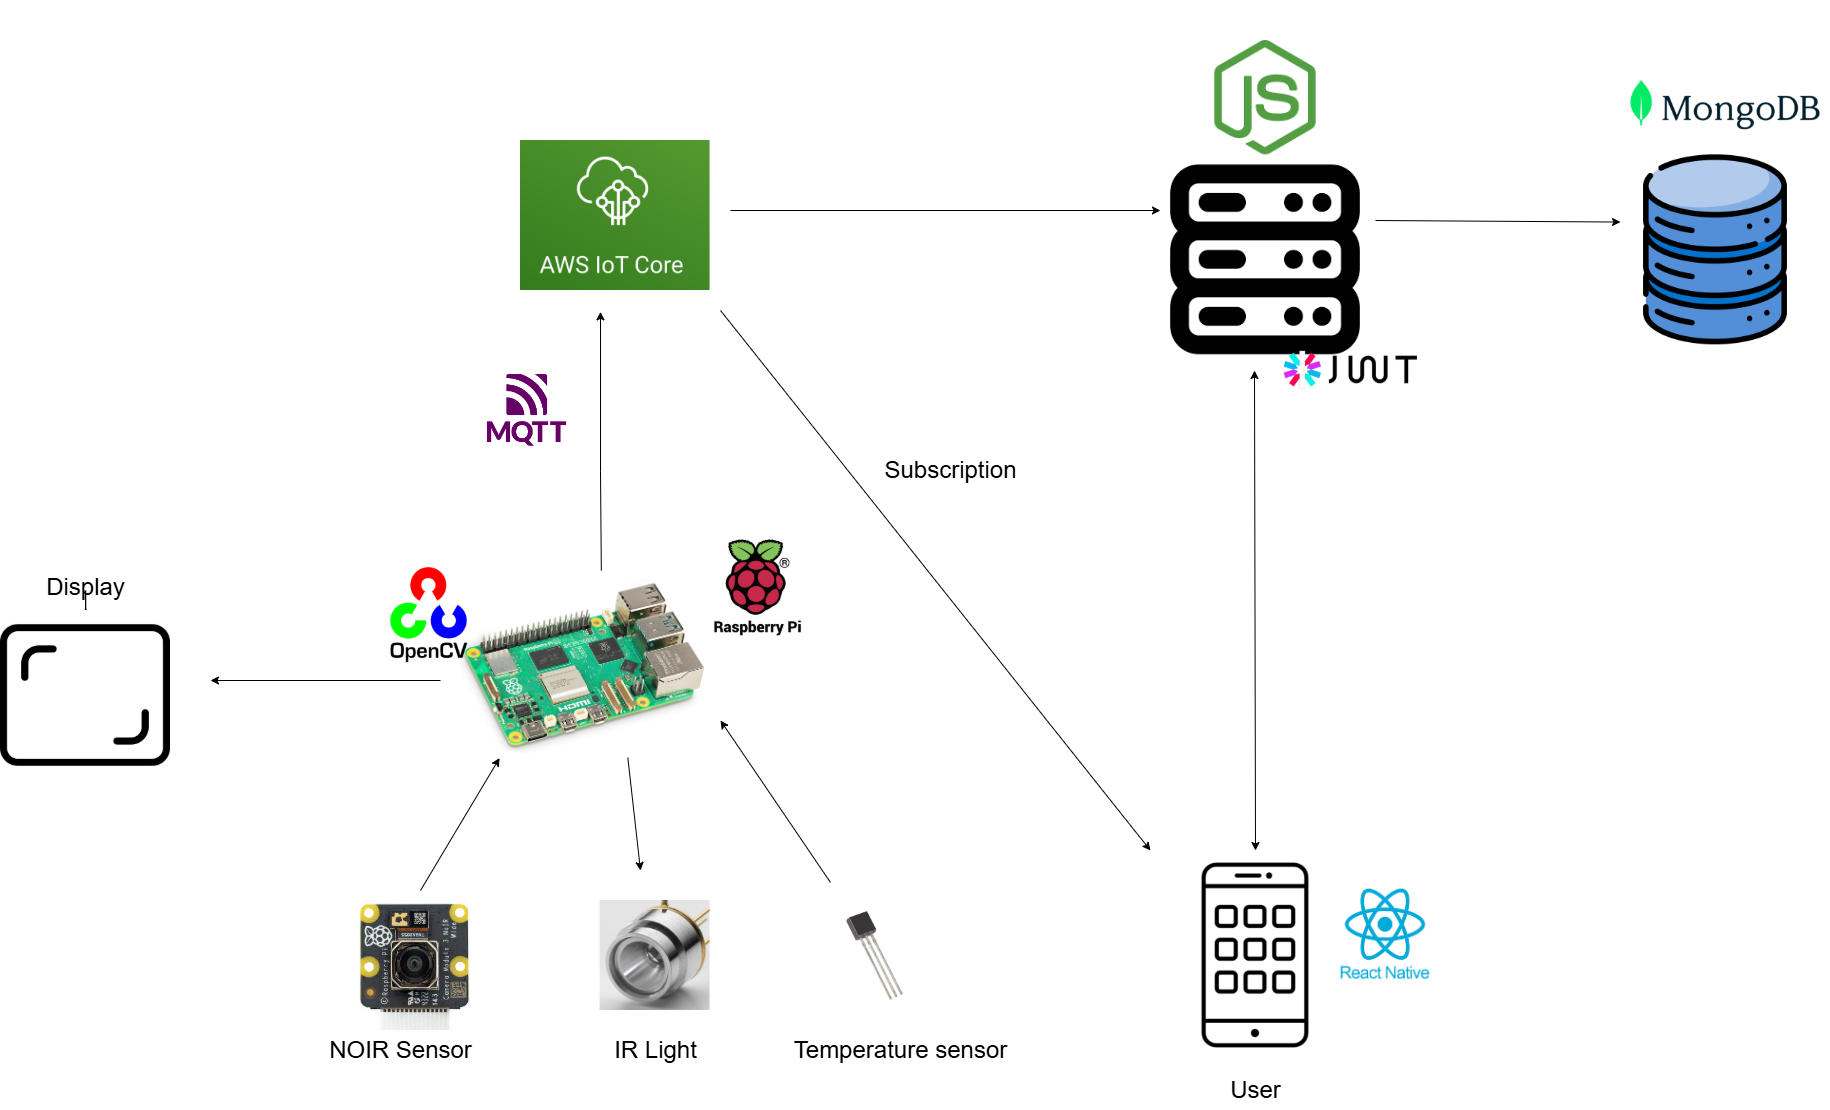 JS
MongoDB
AWS IoT Core
JWT
MQTT
Subscription
Display
OpenCV
®
Raspberry Pi
HDMI
React Native
NOIR Sensor
IR Light
Temperature sensor
User